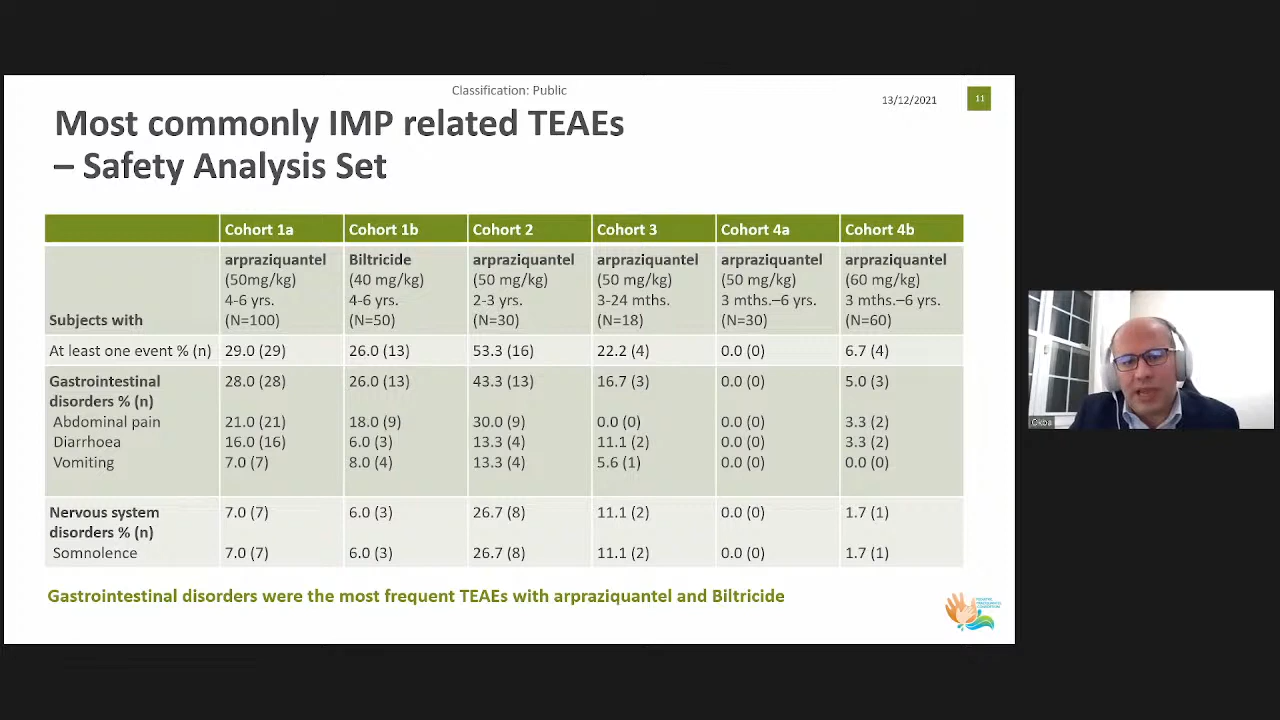 Classification: Public
13/12/2021
11
Most commonly IMP related TEAEs
– Safety Analysis Set
Cohort 1a Cohort 1b Cohort 2 Cohort 3 Cohort 4a Cohort 4b
Subjects with
arpraziquantel
(50mg/kg)
4-6 yrs.
(N=100)
Biltricide
(40 mg/kg)
4-6 yrs.
(N=50)
arpraziquantel
(50 mg/kg)
2-3 yrs.
(N=30)
arpraziquantel
(50 mg/kg)
3-24 mths.
(N=18)
arpraziquantel
(50 mg/kg)
3 mths.–6 yrs.
(N=30)
arpraziquantel
(60 mg/kg)
3 mths.–6 yrs.
(N=60)
At least one event % (n) 29.0 (29) 26.0 (13) 53.3 (16) 22.2 (4) 0.0 (0) 6.7 (4)
Gastrointestinal 28.0 (28) 26.0 (13) 43.3 (13) 16.7 (3) 0.0 (0) 5.0 (3)
disorders % (n)
Abdominal pain 21.0 (21) 18.0 (9) 30.0 (9) 0.0 (0) 0.0 (0) 3.3 (2)
Diarrhoea 16.0 (16) 6.0 (3) 13.3 (4) 11.1 (2) 0.0 (0) 3.3 (2)
Vomiting 7.0 (7) 8.0 (4) 13.3 (4) 5.6 (1) 0.0 (0) 0.0 (0)
Nervous system 7.0 (7) 6.0 (3) 26.7 (8) 11.1 (2) 0.0 (0) 1.7 (1)
disorders % (n)
Somnolence 7.0 (7) 6.0 (3) 26.7 (8) 11.1 (2) 0.0 (0) 1.7 (1)
Gastrointestinal disorders were the most frequent TEAEs with arpraziquantel and Biltricide
Okba